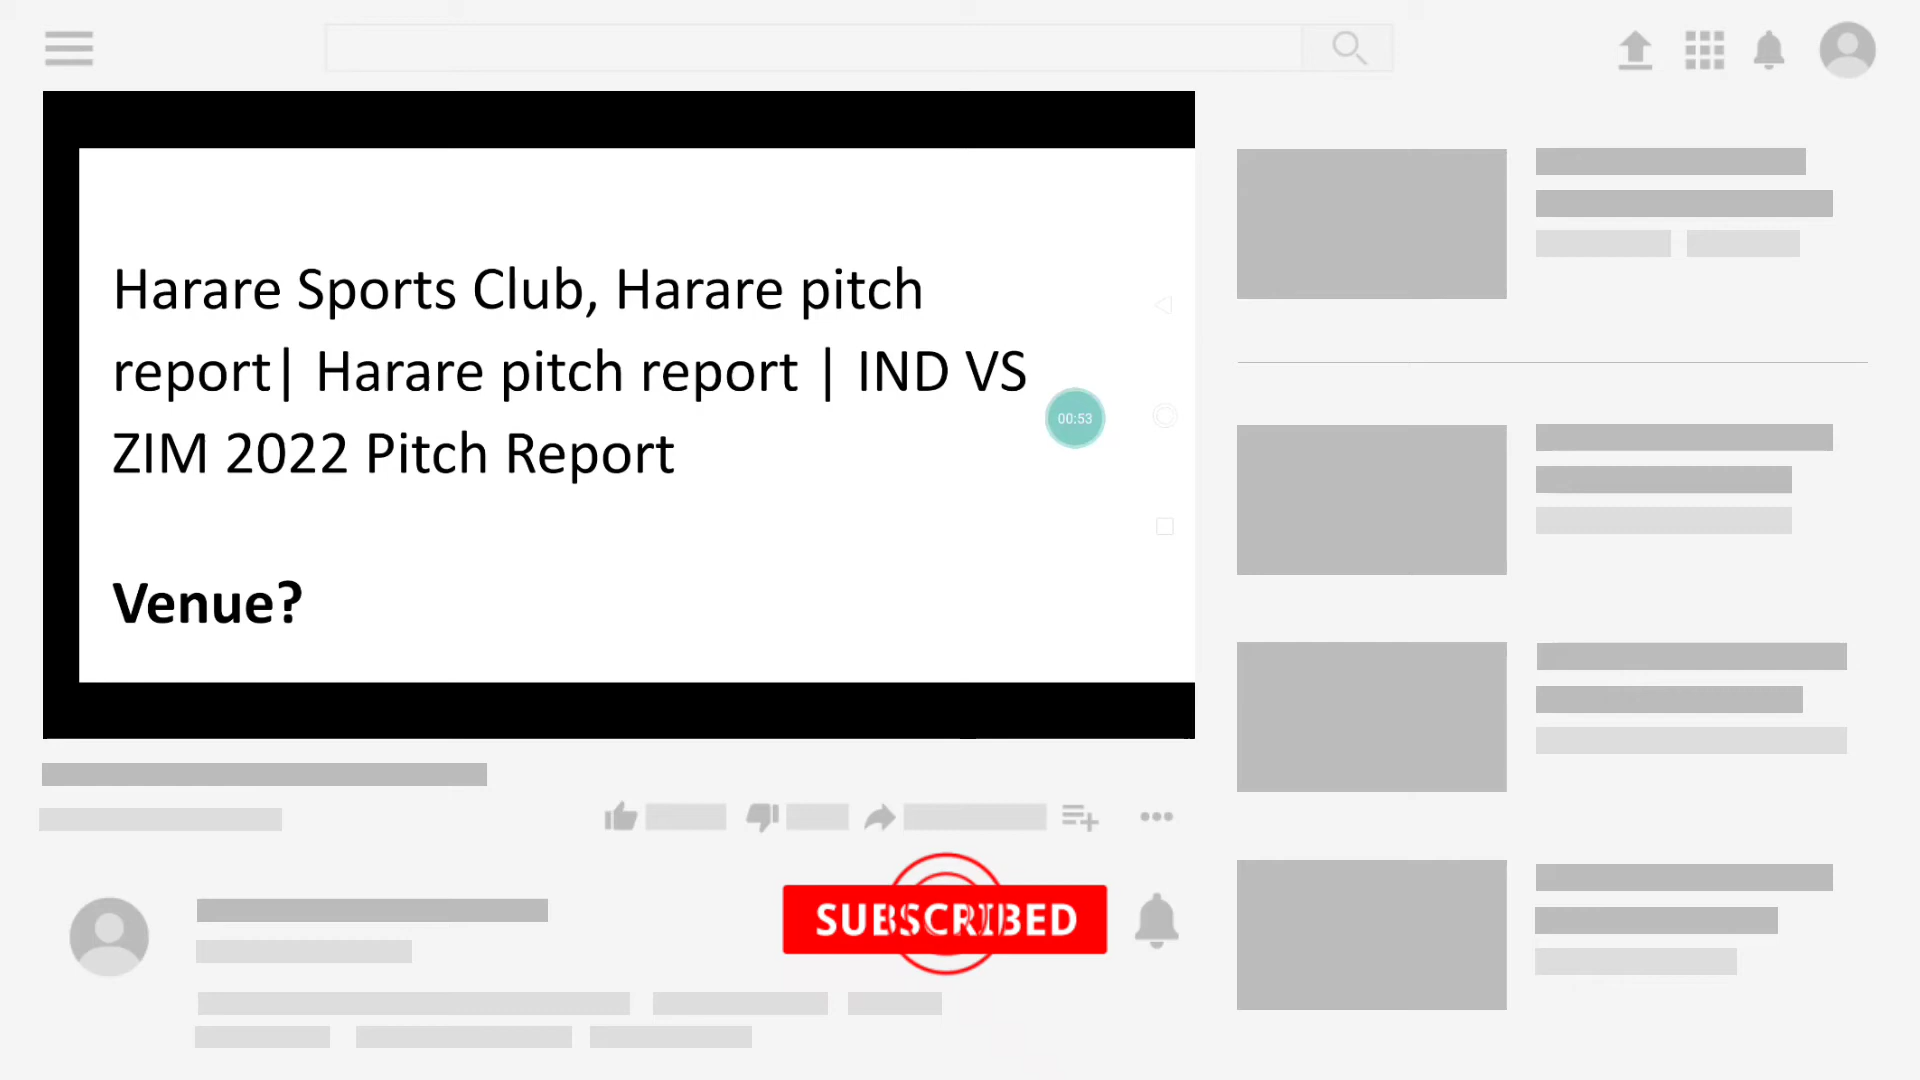 Harare Sports Club, Harare pitch
report| Harare pitch report | IND VS
00:53
ZIM 2022 Pitch Report
Venue?
SUBSCRIBED